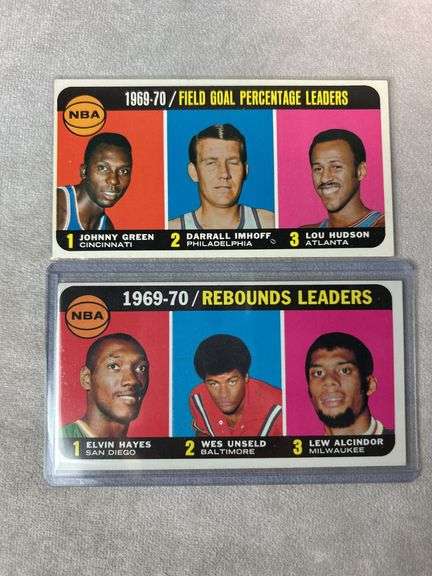 1969-70 / FIELD GOAL PERCENTAGE LEADERS
NBA
1 JOHNNY GREEN
CINCINNATI
2 DARRALL IMHOFF
PHILADELPHIA
3 LOU HUDSON
ATLANTA
1969-70 / REBOUNDS LEADERS
NBA
1 ELVIN HAYES
SAN DIEGO
2 WES UNSELD
BALTIMORE
3 LEW ALCINDOR
MILWAUKEE